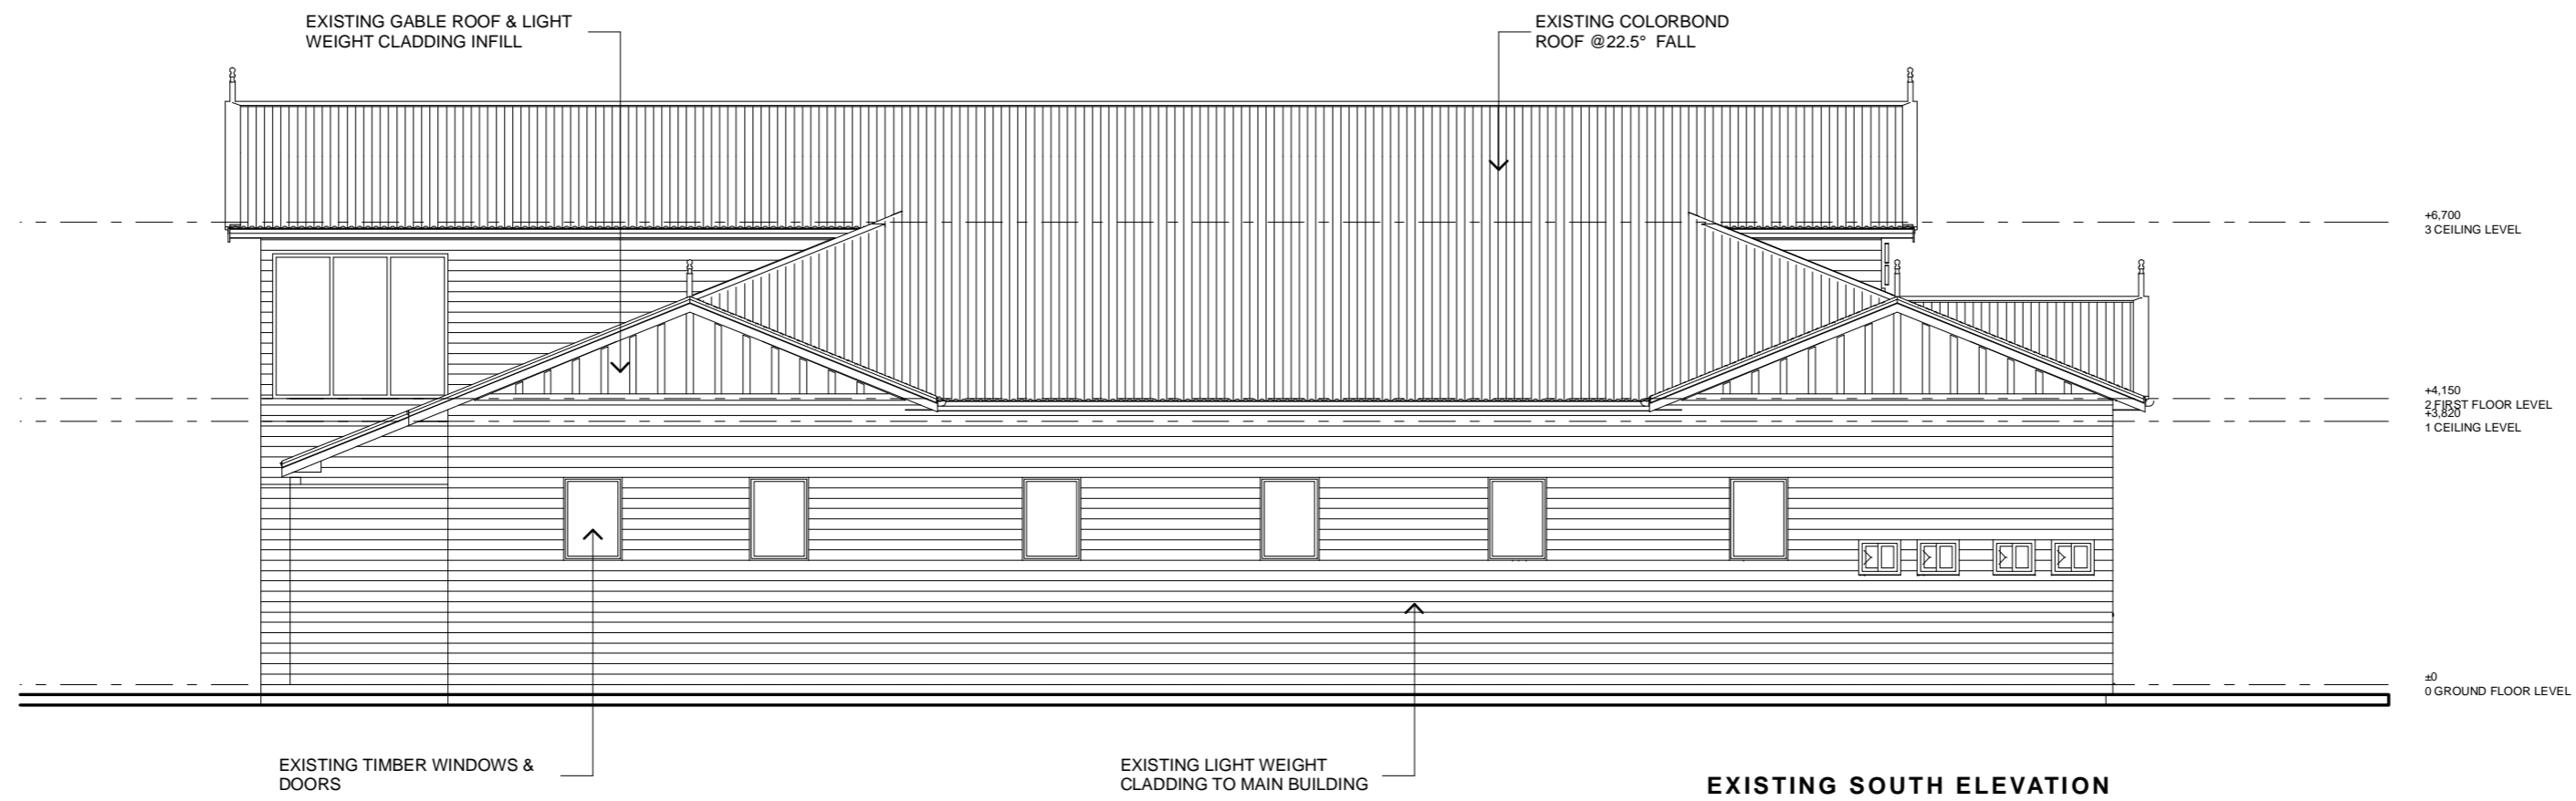 EXISTING GABLE ROOF & LIGHT
WEIGHT CLADDING INFILL
EXISTING COLORBOND
ROOF @22.5° FALL
+6,700
3 CEILING LEVEL
+4,150
2 FIRST FLOOR LEVEL
+3,820
1 CEILING LEVEL
±0
0 GROUND FLOOR LEVEL
EXISTING TIMBER WINDOWS &
DOORS
EXISTING LIGHT WEIGHT
CLADDING TO MAIN BUILDING
EXISTING SOUTH ELEVATION